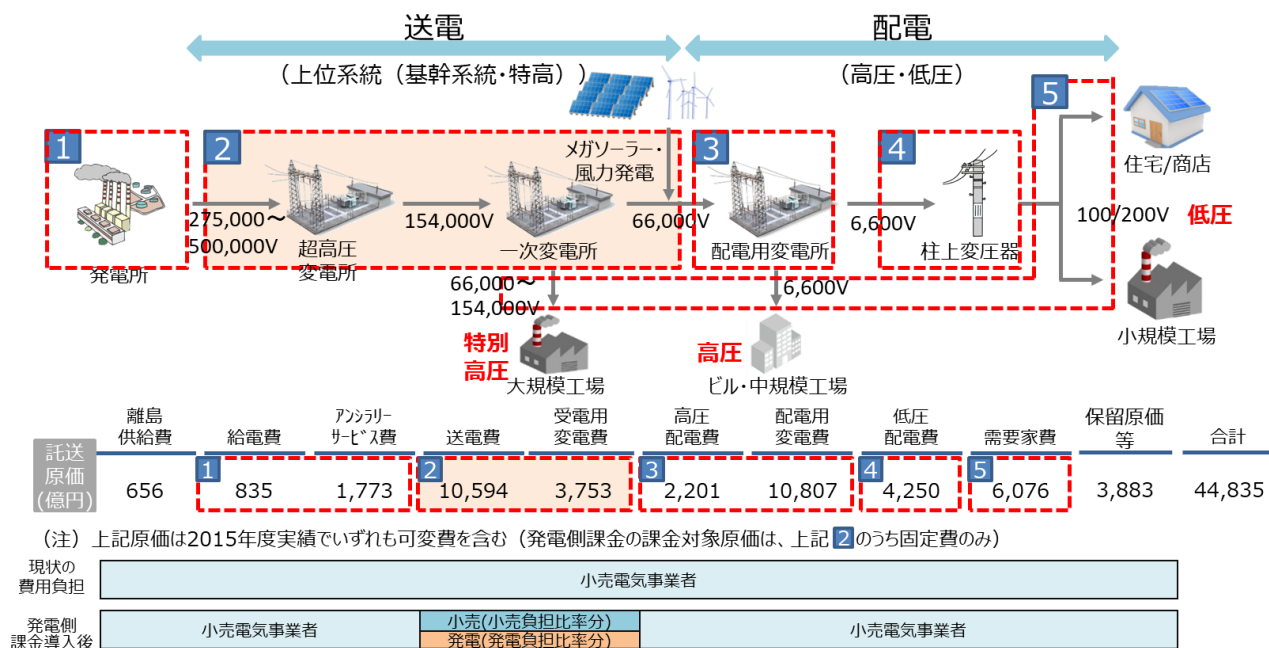 送電
配電
（上位系統（基幹系統・特高））
（高圧・低圧）
1
2
3
4
5
メガソーラー・
風力発電
住宅/商店
275,000～
500,000V
154,000V
66,000V
6,600V
100/200V
低圧
発電所
超高圧
変電所
一次変電所
配電用変電所
柱上変圧器
66,000～
154,000V
6,600V
特別
高圧
高圧
大規模工場
ビル・中規模工場
小規模工場
託送
原価
(億円)
離島
供給費
給電費
ｱﾝｼﾗﾘｰ
ｻｰﾋﾞｽ費
送電費
受電用
変電費
高圧
配電費
配電用
変電費
低圧
配電費
需要家費
保留原価
等
合計
1
2
3
4
5
656
835
1,773
10,594
3,753
2,201
10,807
4,250
6,076
3,883
44,835
（注）上記原価は2015年度実績でいずれも可変費を含む（発電側課金の課金対象原価は、上記2のうち固定費のみ）
現状の
費用負担
小売電気事業者
発電側
課金導入後
小売電気事業者
小売(小売負担比率分)
発電(発電負担比率分)
小売電気事業者